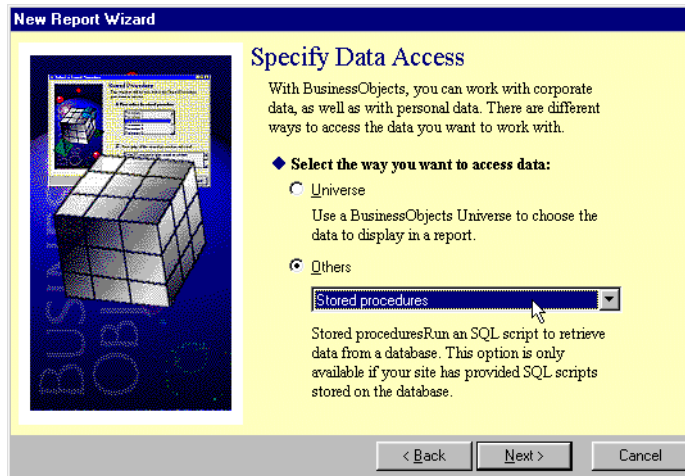 New Report Wizard
Specify Data Access
With BusinessObjects, you can work with corporate
data, as well as with personal data. There are different
ways to access the data you want to work with.
Select the way you want to access data:
Universe
Use a BusinessObjects Universe to choose the
data to display in a report.
Others
Stored procedures
Stored proceduresRun an SQL script to retrieve
data from a database. This option is only
available if your site has provided SQL scripts
stored on the database.
BUSIN
OBJ
< Back
Next >
Cancel